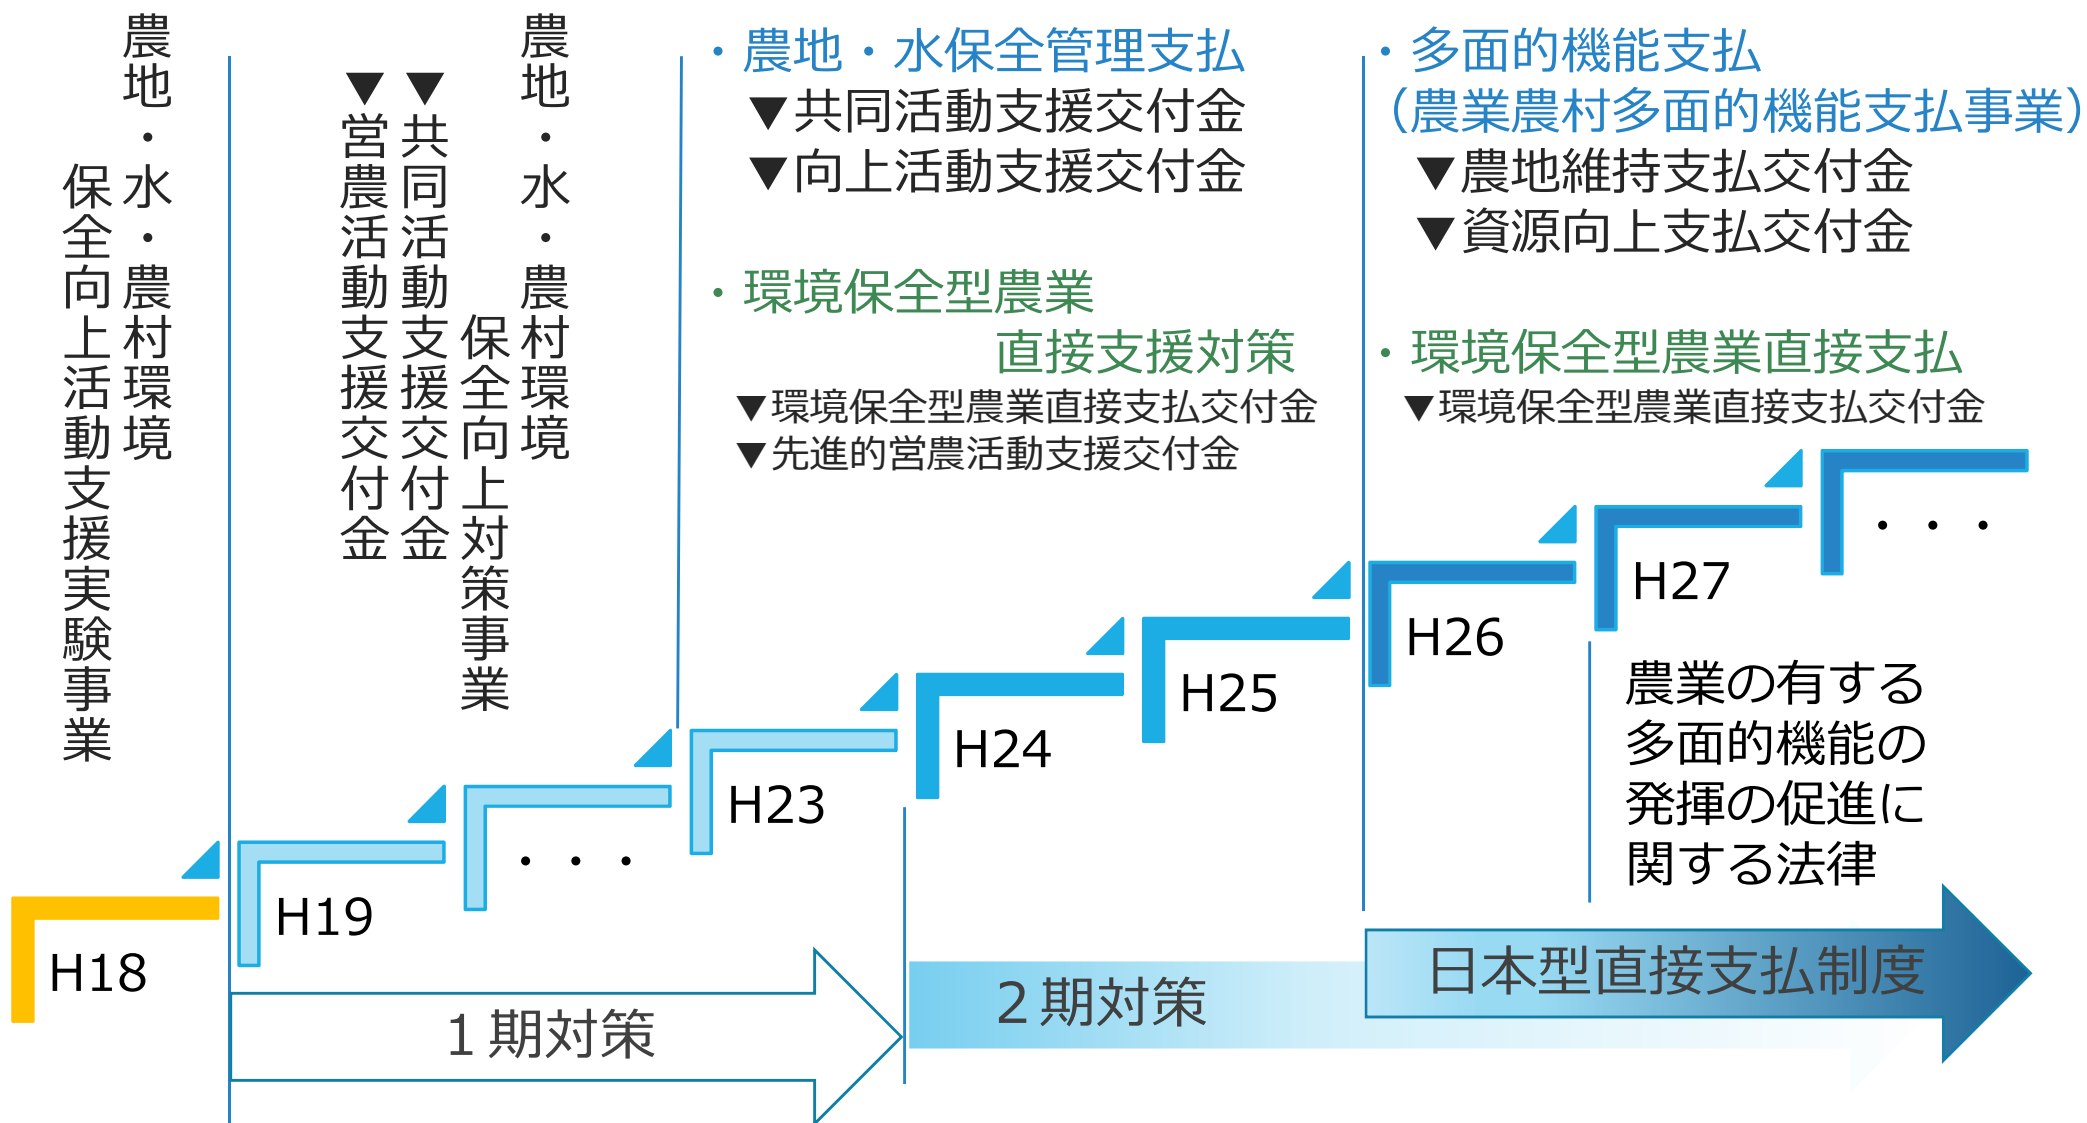 農地・水・農村環境
保全向上活動支援実験事業
農地・水・農村環境
保全向上対策事業
▼共同活動支援交付金
▼営農活動支援交付金
・農地・水保全管理支払
▼共同活動支援交付金
▼向上活動支援交付金
・環境保全型農業
直接支援対策
▼環境保全型農業直接支払交付金
▼先進的営農活動支援交付金
・多面的機能支払
（農業農村多面的機能支払事業）
▼農地維持支払交付金
▼資源向上支払交付金
・環境保全型農業直接支払
▼環境保全型農業直接支払交付金
H18
H19
・・・
H23
H24
H25
H26
H27
・・・
農業の有する
多面的機能の
発揮の促進に
関する法律
１期対策
２期対策
日本型直接支払制度